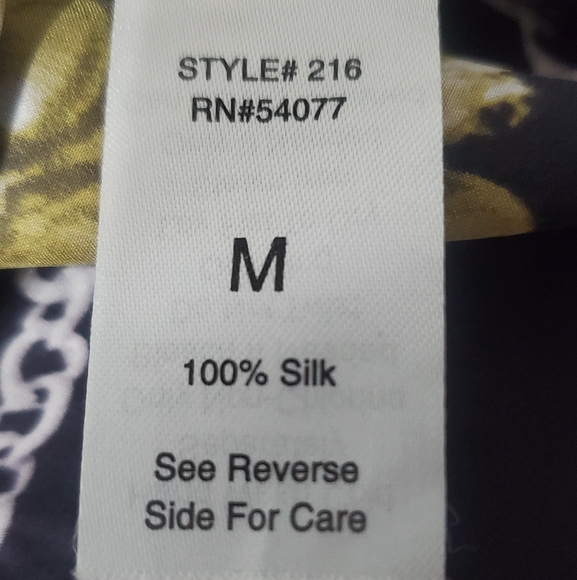 STYLE# 216
RN#54077
M
100% Silk
See Reverse
Side For Care